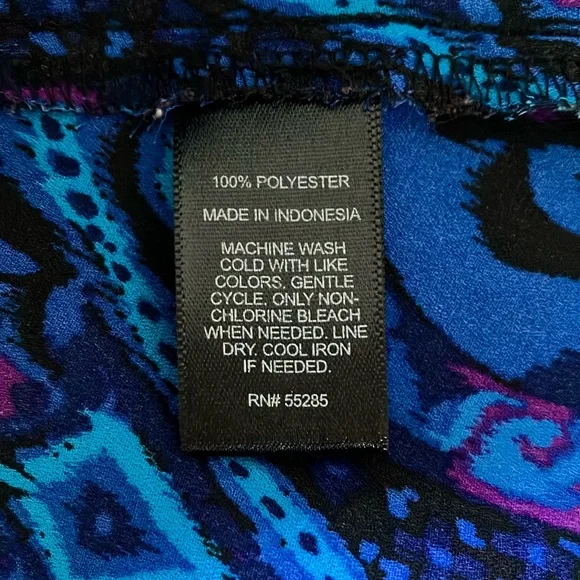 100% POLYESTER
MADE IN INDONESIA
MACHINE WASH
COLD WITH LIKE
COLORS. GENTLE
CYCLE. ONLY NON-
CHLORINE BLEACH
WHEN NEEDED. LINE
DRY. COOL IRON
IF NEEDED.
RN# 55285